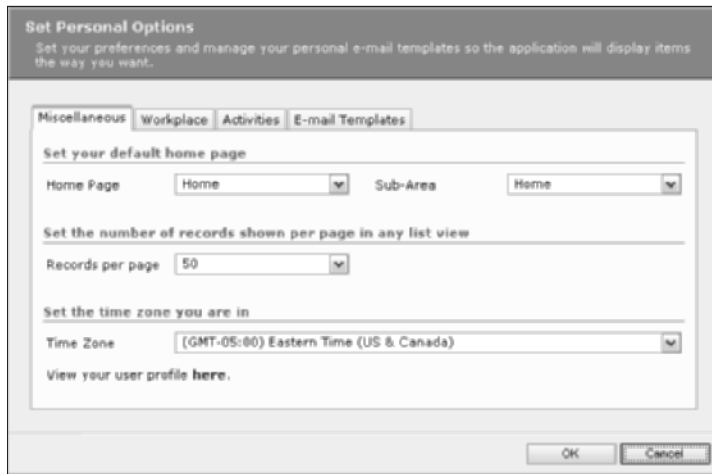 Set Personal Options
Set your preferences and manage your personal e-mail templates so the application will display items
the way you want.
Miscellaneous Workplace Activities E-mail Templates
Set your default home page
Home Page Home Sub-Area Home
Set the number of records shown per page in any list view
Records per page 50
Set the time zone you are in
Time Zone (GMT-05:00) Eastern Time (US & Canada)
View your user profile here.
OK Cancel